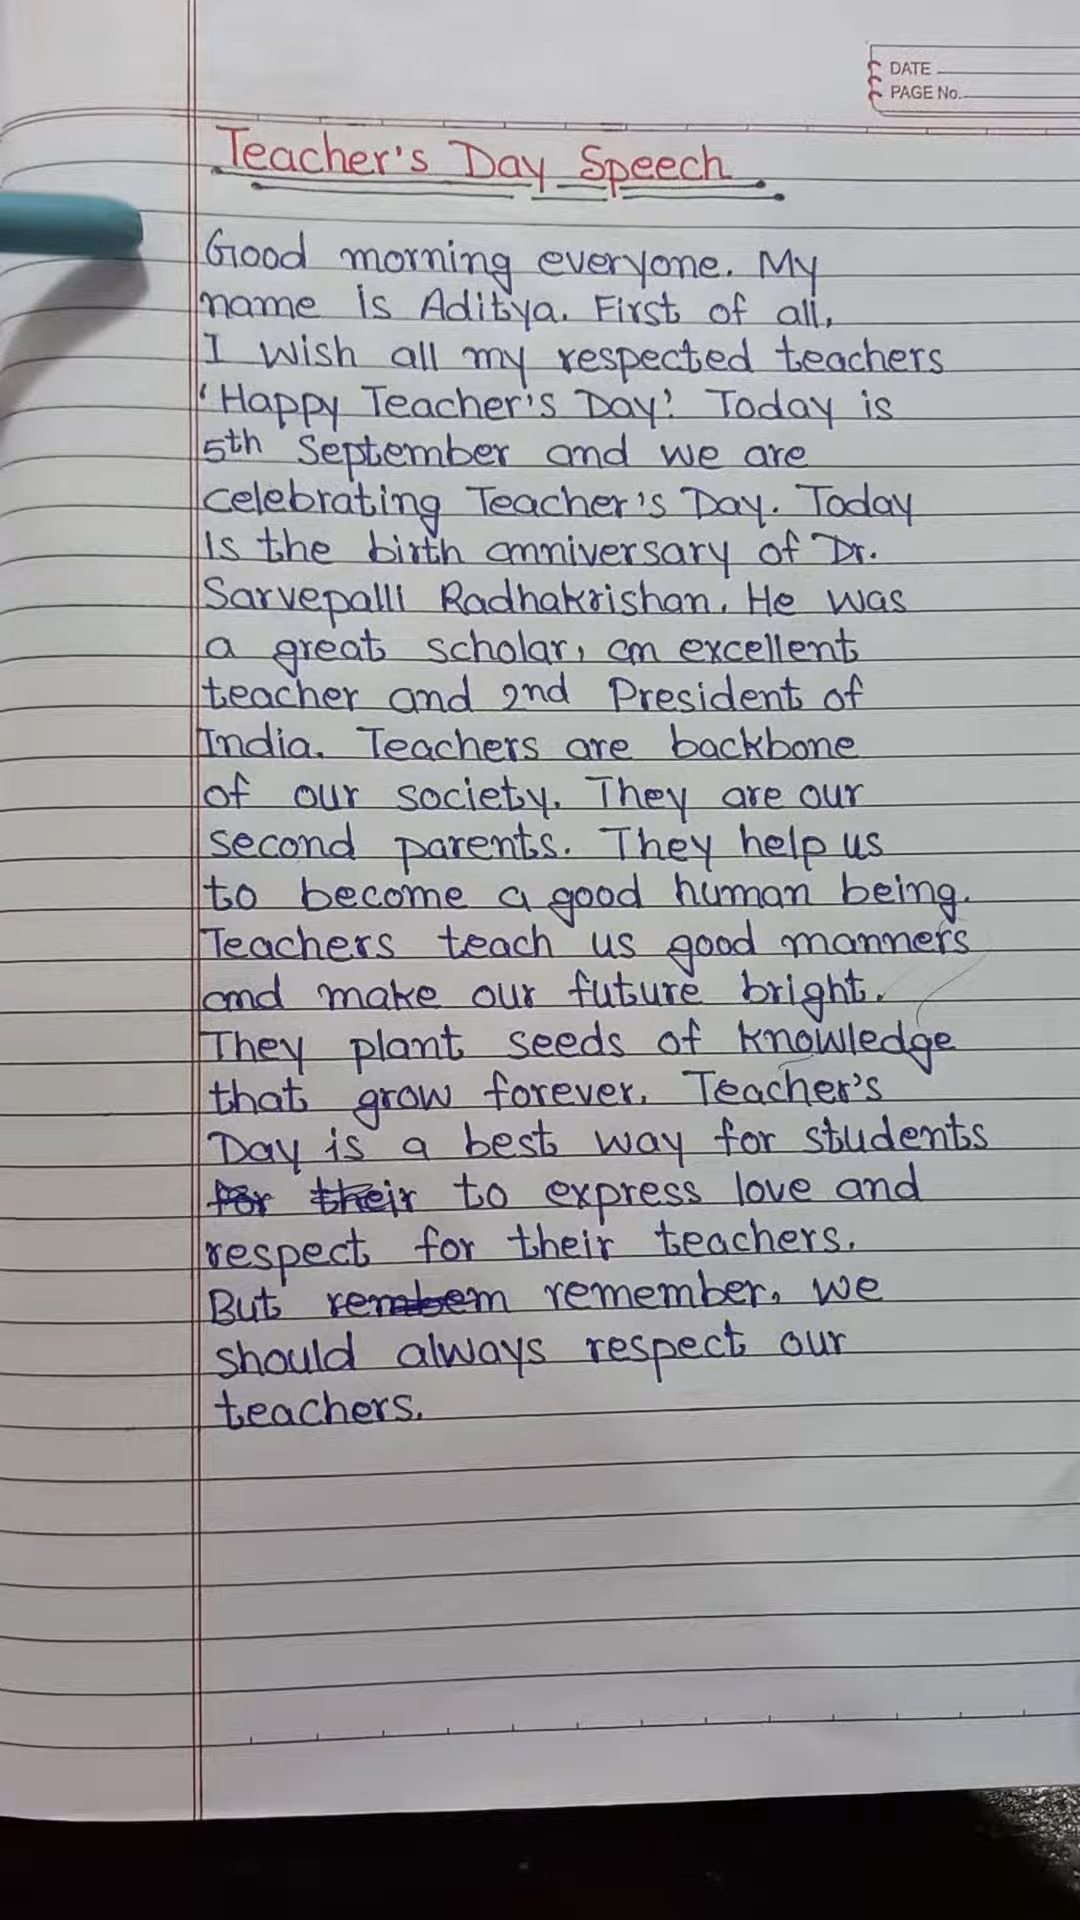 DATE
PAGE No.
Teacher's Day Speech
Good morning everyone. My
name is Aditya. First of all,
I wish all my respected teachers
'Happy Teacher's Day'. Today is
5th September and we are
celebrating Teacher's Day. Today
is the birth anniversary of Dr.
Sarvepalli Radhakrishan. He was
a great scholar, an excellent
teacher and 2nd President of
India. Teachers are backbone
of our society. They are our
second parents. They help us
to become a good human being.
Teachers teach us good manners
and make our future bright.
They plant seeds of knowledge
that grow forever. Teacher's
Day is a best way for students
for their to express love and
respect for their teachers.
But remem remember, we
should always respect our
teachers.